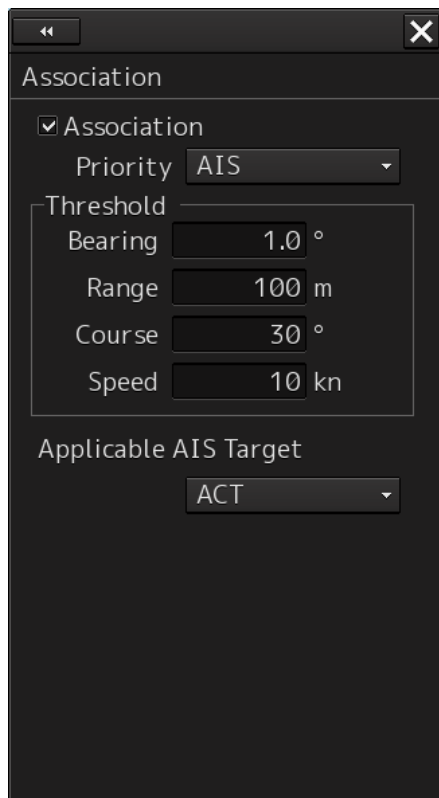 Association
Association
Priority AIS
Threshold
Bearing 1.0 °
Range 100 m
Course 30 °
Speed 10 kn
Applicable AIS Target
ACT